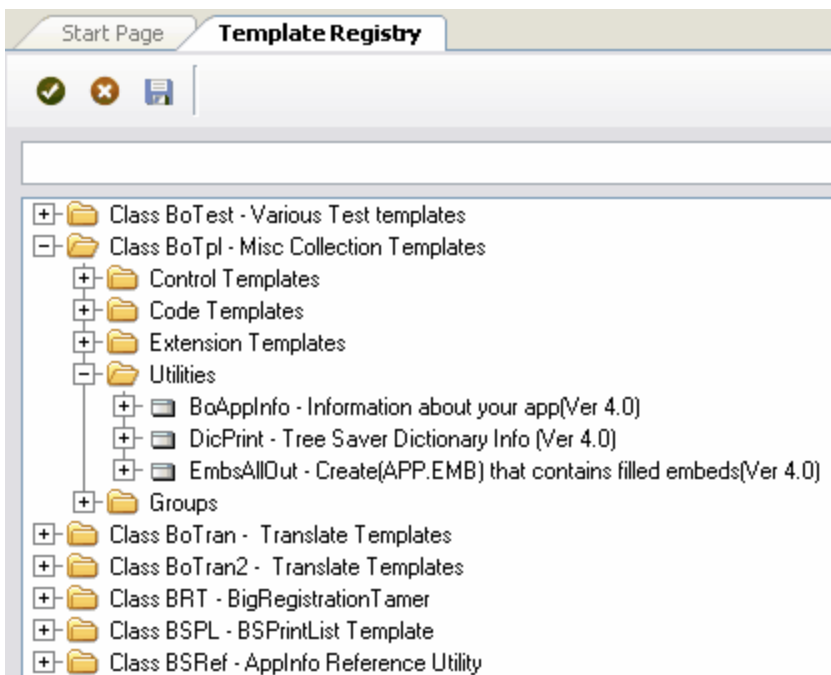 Start Page Template Registry
Class BoTest - Various Test templates
Class BoTpl - Misc Collection Templates
Control Templates
Code Templates
Extension Templates
Utilities
BoAppInfo - Information about your app(Ver 4.0)
DicPrint - Tree Saver Dictionary Info (Ver 4.0)
EmbsAllOut - Create(APP.EMB) that contains filled embeds(Ver 4.0)
Groups
Class BoTran - Translate Templates
Class BoTran2 - Translate Templates
Class BRT - BigRegistrationTamer
Class BSPL - BSPrintList Template
Class BSRef - AppInfo Reference Utility